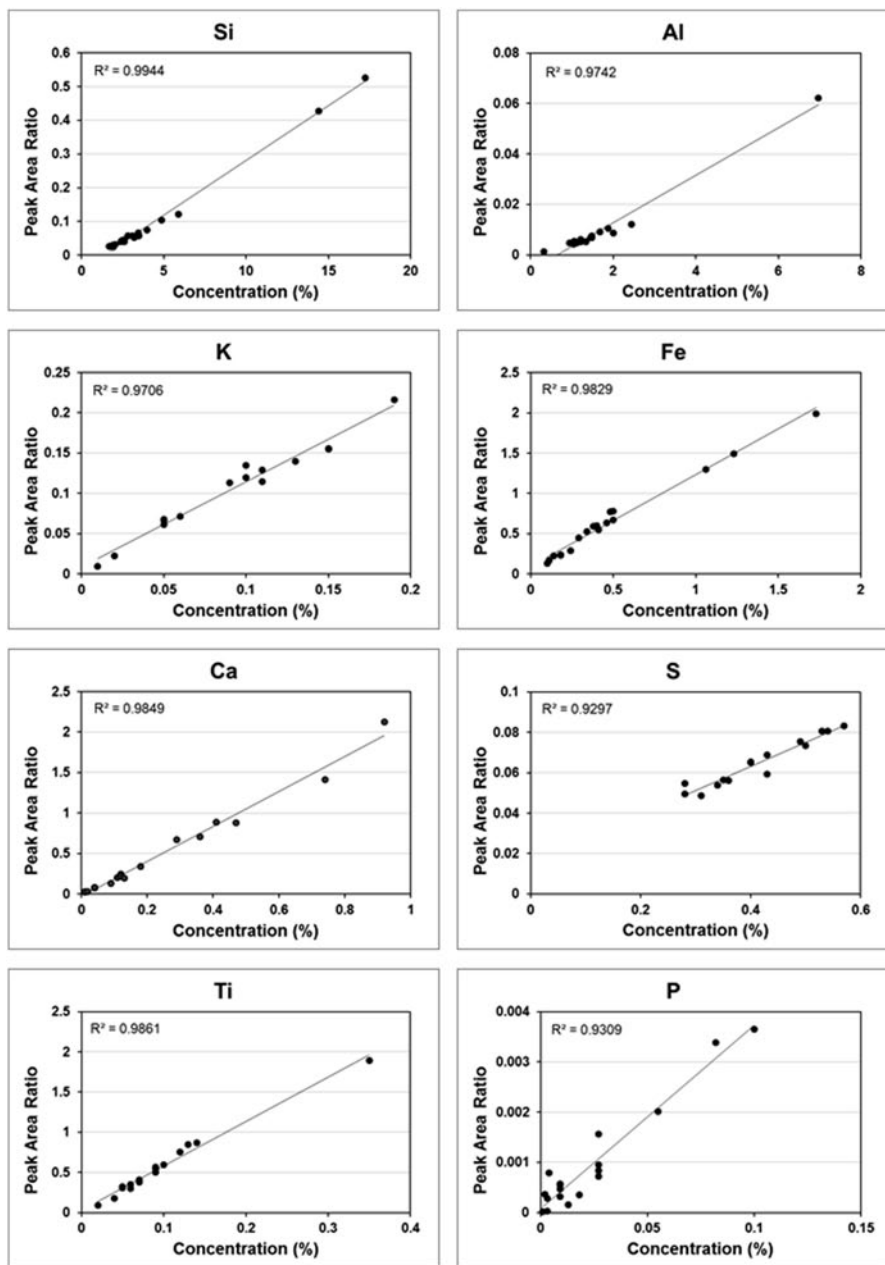 Si
R² = 0.9944
Peak Area Ratio
0.6
0.5
0.4
0.3
0.2
0.1
0
0 5 10 15 20
Concentration (%)
Al
R² = 0.9742
Peak Area Ratio
0.08
0.06
0.04
0.02
0
0 2 4 6 8
Concentration (%)
K
R² = 0.9706
Peak Area Ratio
0.25
0.2
0.15
0.1
0.05
0
0 0.05 0.1 0.15 0.2
Concentration (%)
Fe
R² = 0.9829
Peak Area Ratio
2.5
2
1.5
1
0.5
0
0 0.5 1 1.5 2
Concentration (%)
Ca
R² = 0.9849
Peak Area Ratio
2.5
2
1.5
1
0.5
0
0 0.2 0.4 0.6 0.8 1
Concentration (%)
S
R² = 0.9297
Peak Area Ratio
0.1
0.08
0.06
0.04
0.02
0
0 0.2 0.4 0.6
Concentration (%)
Ti
R² = 0.9861
Peak Area Ratio
2.5
2
1.5
1
0.5
0
0 0.1 0.2 0.3 0.4
Concentration (%)
P
R² = 0.9309
Peak Area Ratio
0.004
0.003
0.002
0.001
0
0 0.05 0.1 0.15
Concentration (%)